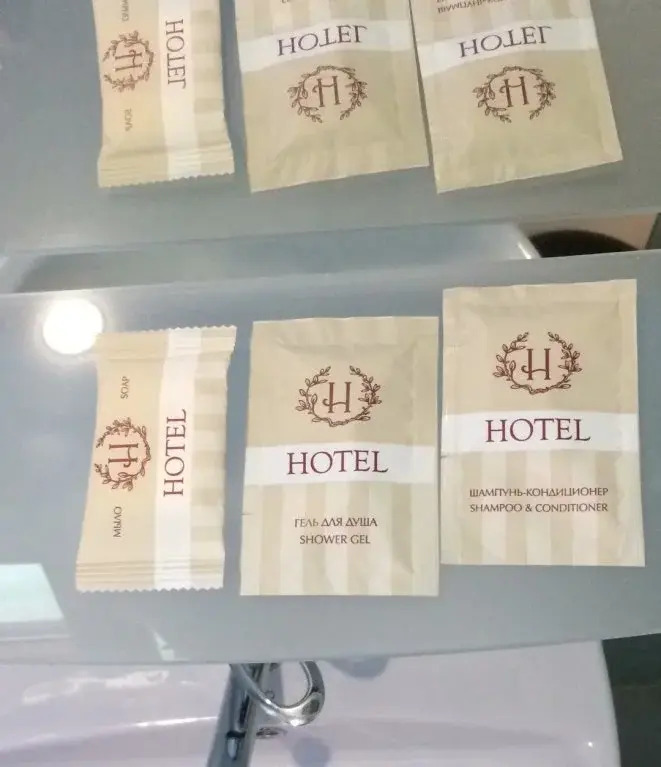 МЫЛО
SOAP
H
HOTEL
H
HOTEL
ГЕЛЬ ДЛЯ ДУША
SHOWER GEL
H
HOTEL
ШАМПУНЬ-КОНДИЦИОНЕР
SHAMPOO & CONDITIONER